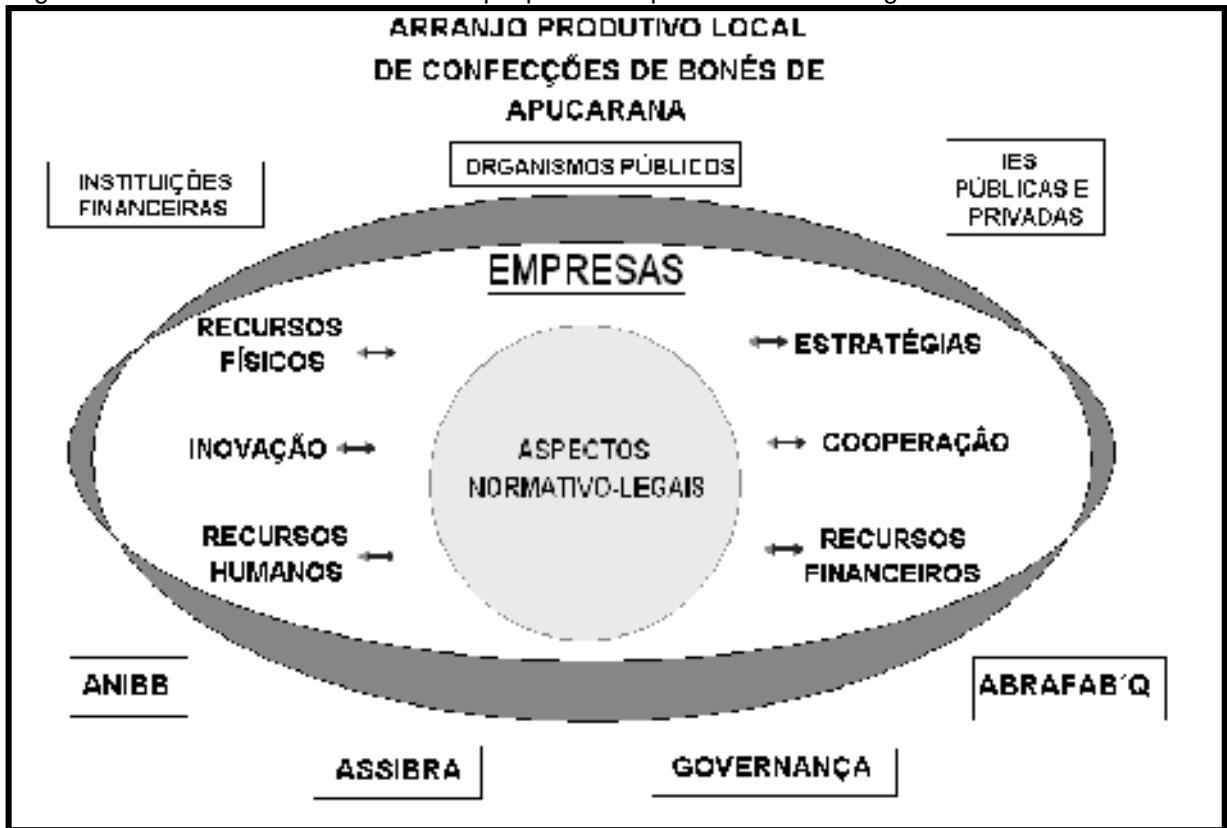 ARRANJO PRODUTIVO LOCAL
DE CONFECÇÕES DE BONÉS DE
APUCARANA
INSTITUIÇÕES
FINANCEIRAS
ORGANISMOS PÚBLICOS
IES
PÚBLICAS E
PRIVADAS
EMPRESAS
RECURSOS
FÍSICOS
ESTRATÉGIAS
INOVAÇÃO
ASPECTOS
NORMATIVO-LEGAIS
COOPERAÇÃO
RECURSOS
HUMANOS
RECURSOS
FINANCEIROS
ANIBB
ABRAFAB´Q
ASSIBRA
GOVERNANÇA